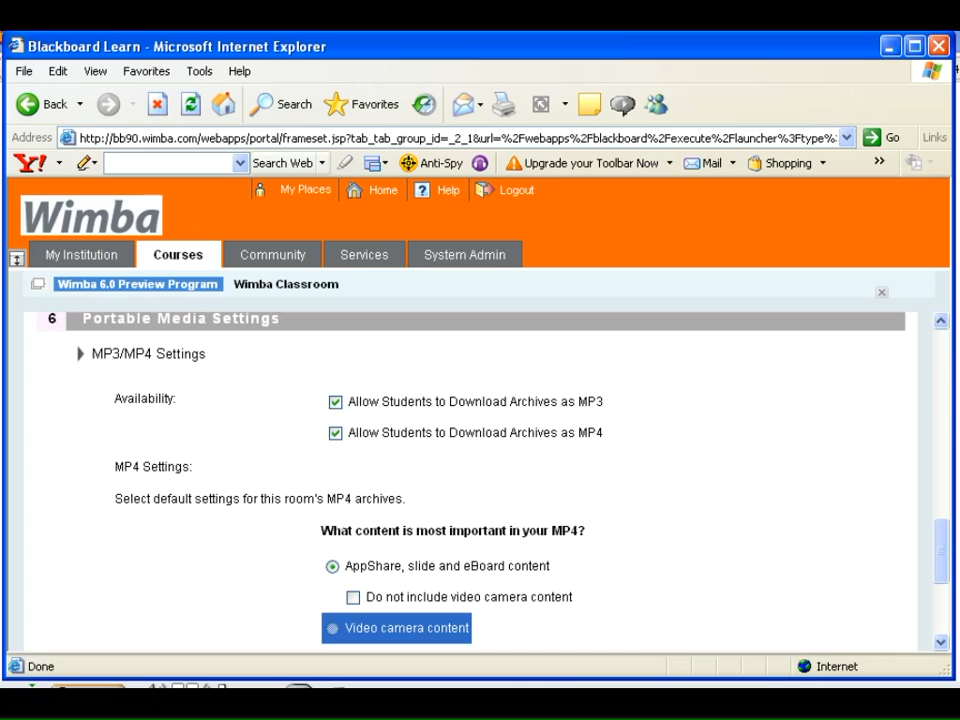 Blackboard Learn - Microsoft Internet Explorer
File Edit View Favorites Tools Help
Back Search Favorites
Address http://bb90.wimba.com/webapps/portal/frameset.jsp?tab_tab_group_id=_2_1&url=%2Fwebapps%2Fblackboard%2Fexecute%2Flauncher%3Ftype% Go Links
Y! Search Web Anti-Spy Upgrade your Toolbar Now Mail Shopping »
My Places Home Help Logout
Wimba
My Institution Courses Community Services System Admin
Wimba 6.0 Preview Program Wimba Classroom
6 Portable Media Settings
MP3/MP4 Settings
Availability: Allow Students to Download Archives as MP3
Allow Students to Download Archives as MP4
MP4 Settings:
Select default settings for this room's MP4 archives.
What content is most important in your MP4?
AppShare, slide and eBoard content
Do not include video camera content
Video camera content
Done Internet